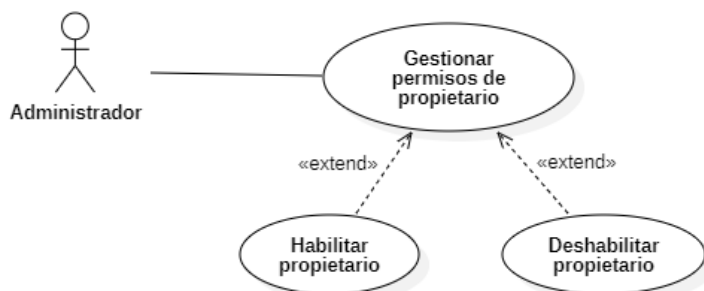 Gestionar
permisos de
propietario
Administrador
«extend»
«extend»
Habilitar
propietario
Deshabilitar
propietario